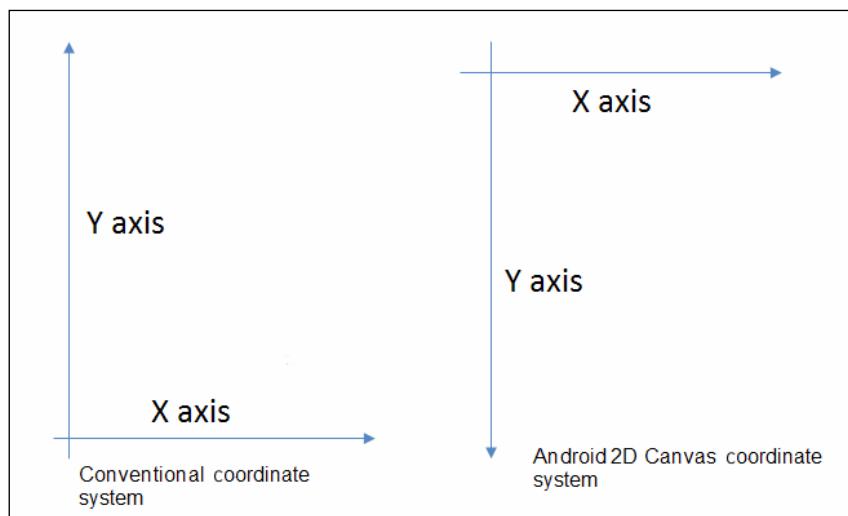 Y axis
X axis
Conventional coordinate
system
X axis
Y axis
Android 2D Canvas coordinate
system